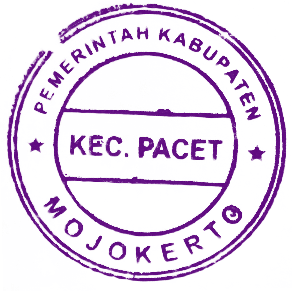 PEMERINTAH KABUPATEN
KEC. PACET
MOJOKERTO